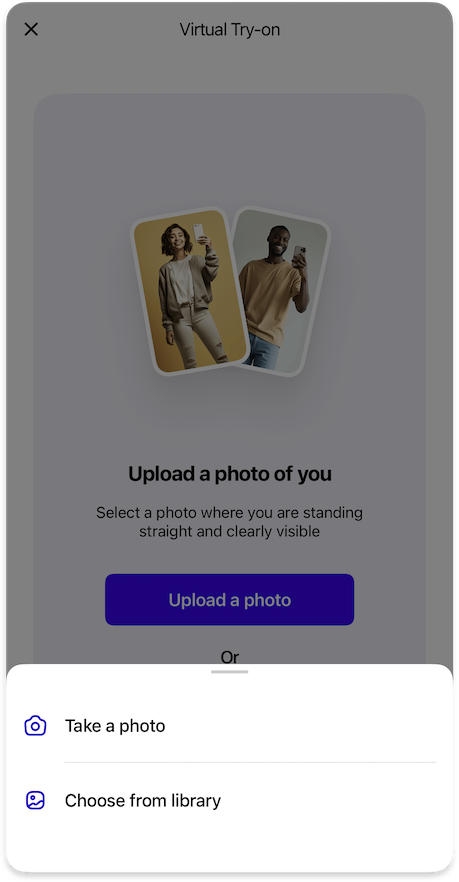 Virtual Try-on
Upload a photo of you
Select a photo where you are standing
straight and clearly visible
Upload a photo
Or
Take a photo
Choose from library